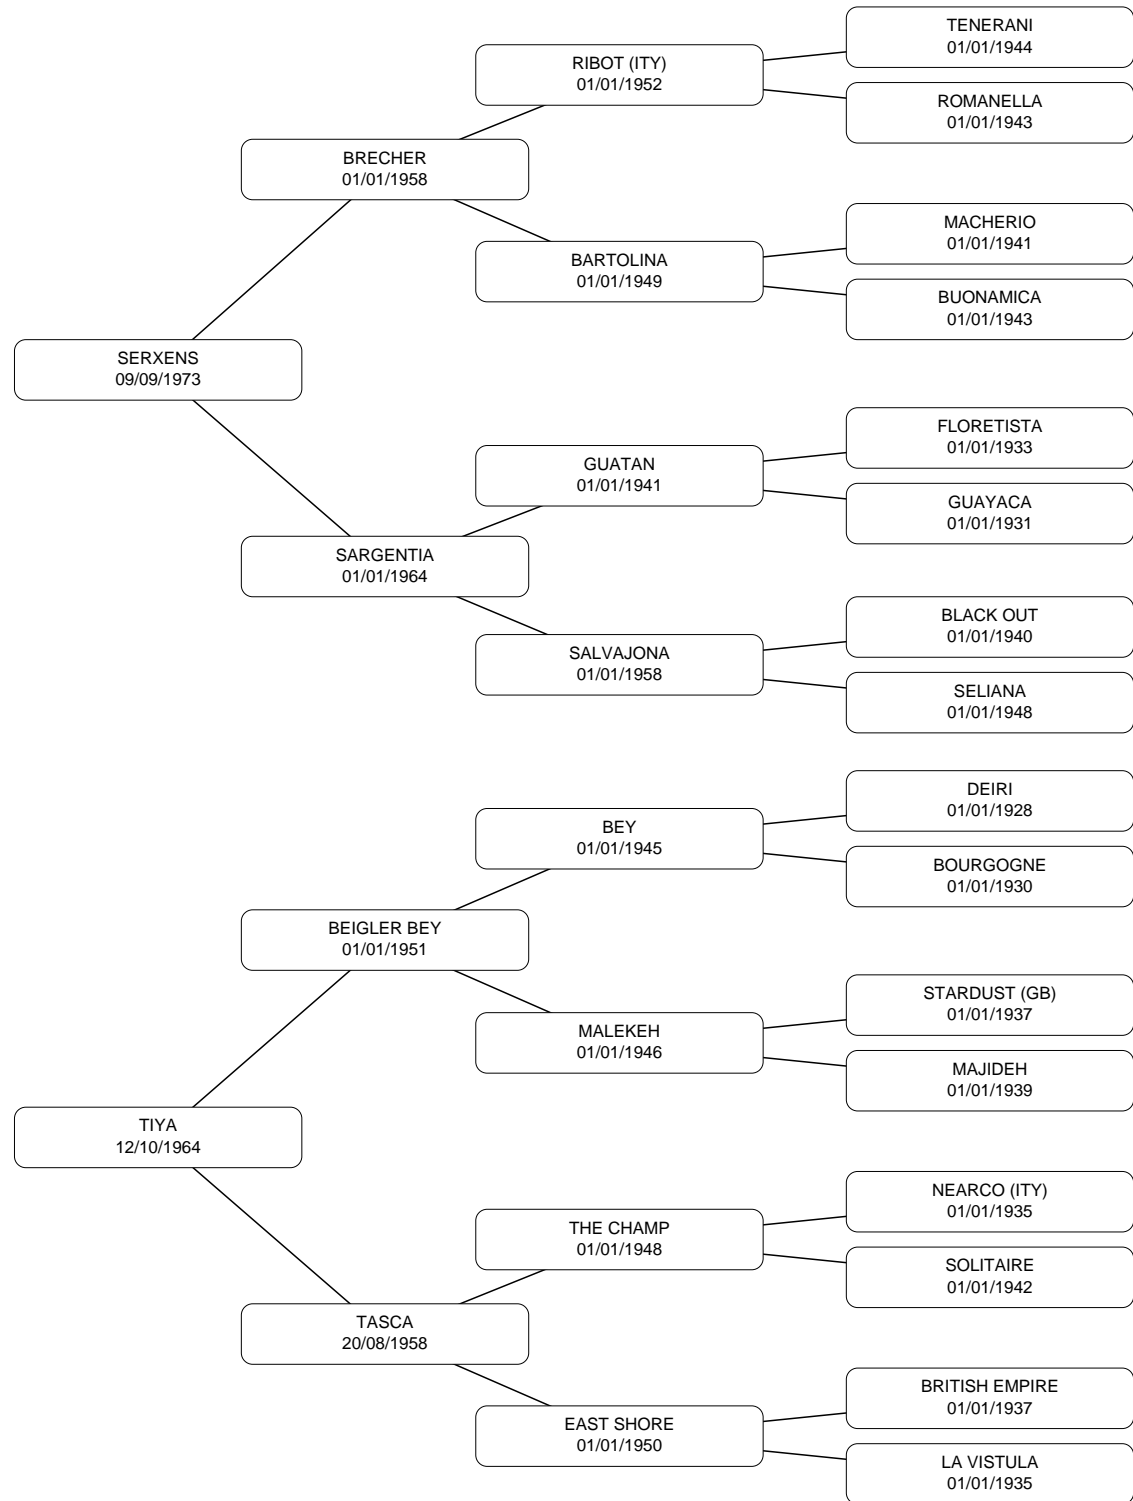 TENERANI
01/01/1944
RIBOT (ITY)
01/01/1952
ROMANELLA
01/01/1943
BRECHER
01/01/1958
MACHERIO
01/01/1941
BARTOLINA
01/01/1949
BUONAMICA
01/01/1943
SERXENS
09/09/1973
FLORETISTA
01/01/1933
GUATAN
01/01/1941
GUAYACA
01/01/1931
SARGENTIA
01/01/1964
BLACK OUT
01/01/1940
SALVAJONA
01/01/1958
SELIANA
01/01/1948
DEIRI
01/01/1928
BEY
01/01/1945
BOURGOGNE
01/01/1930
BEIGLER BEY
01/01/1951
STARDUST (GB)
01/01/1937
MALEKEH
01/01/1946
MAJIDEH
01/01/1939
TIYA
12/10/1964
NEARCO (ITY)
01/01/1935
THE CHAMP
01/01/1948
SOLITAIRE
01/01/1942
TASCA
20/08/1958
BRITISH EMPIRE
01/01/1937
EAST SHORE
01/01/1950
LA VISTULA
01/01/1935